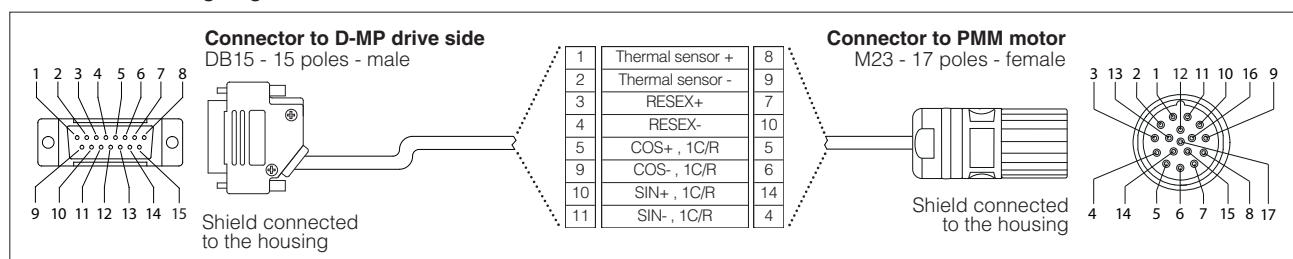 Connector to D-MP drive side
DB15 - 15 poles - male
1 2 3 4 5 6 7 8
9 10 11 12 13 14 15
Shield connected
to the housing
1 Thermal sensor + 8
2 Thermal sensor - 9
3 RESEX+ 7
4 RESEX- 10
5 COS+ , 1C/R 5
9 COS- , 1C/R 6
10 SIN+ , 1C/R 14
11 SIN- , 1C/R 4
Connector to PMM motor
M23 - 17 poles - female
3 13 2 1 12 11 10 16 9
4 14 5 6 7 15 8 17
Shield connected
to the housing